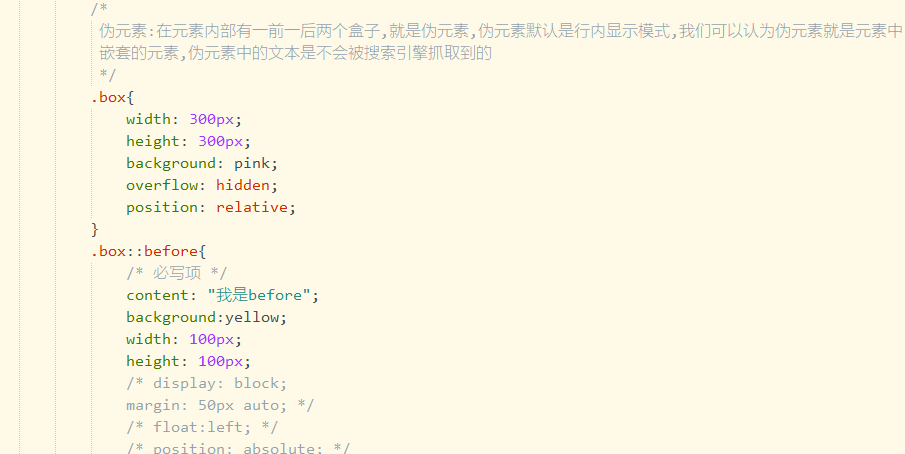 /*
伪元素:在元素内部有一前一后两个盒子,就是伪元素,伪元素默认是行内显示模式,我们可以认为伪元素就是元素中
嵌套的元素,伪元素中的文本是不会被搜索引擎抓取到的
*/
.box{
width: 300px;
height: 300px;
background: pink;
overflow: hidden;
position: relative;
}
.box::before{
/* 必写项 */
content: "我是before";
background:yellow;
width: 100px;
height: 100px;
/* display: block;
margin: 50px auto; */
/* float:left; */
/* position: absolute; */